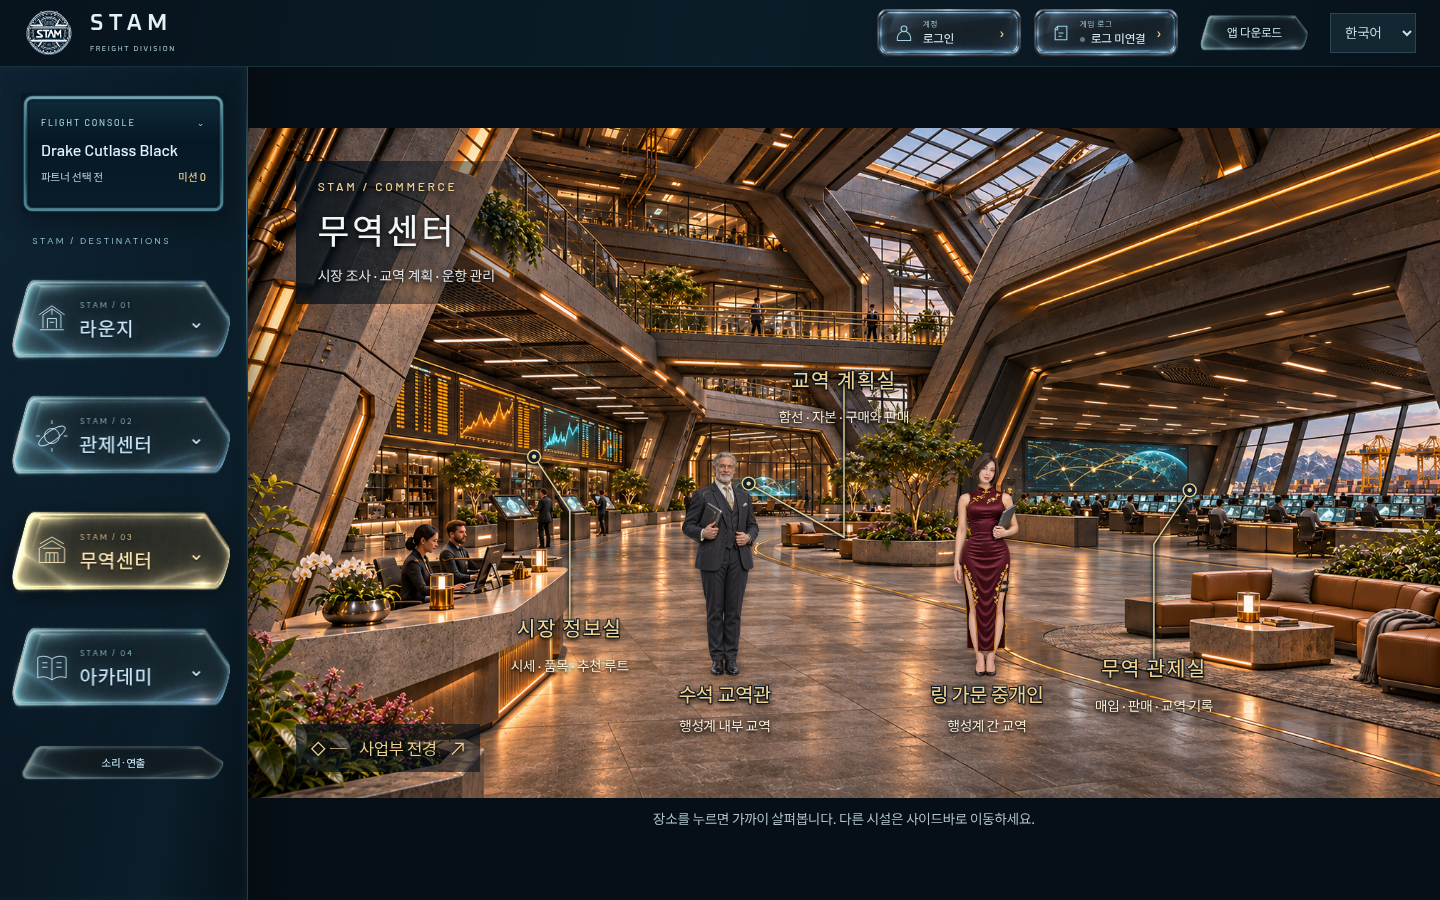 STAM
STAM
FREIGHT DIVISION
계정
로그인
게임 로그
로그 미연결
앱 다운로드
한국어
FLIGHT CONSOLE
Drake Cutlass Black
파트너 선택 전
미션 0
STAM / DESTINATIONS
STAM / 01
라운지
STAM / 02
관제센터
STAM / 03
무역센터
STAM / 04
아카데미
소리 · 연출
STAM / COMMERCE
무역센터
시장 조사 · 교역 계획 · 운항 관리
교역 계획실
함선 · 자본 · 구매와 판매
시장 정보실
시세 · 품목 · 추천 루트
수석 교역관
행성계 내부 교역
링 가문 중개인
행성계 간 교역
무역 관제실
매입 · 판매 · 교역 기록
사업부 전경
장소를 누르면 가까이 살펴봅니다. 다른 시설은 사이드바로 이동하세요.